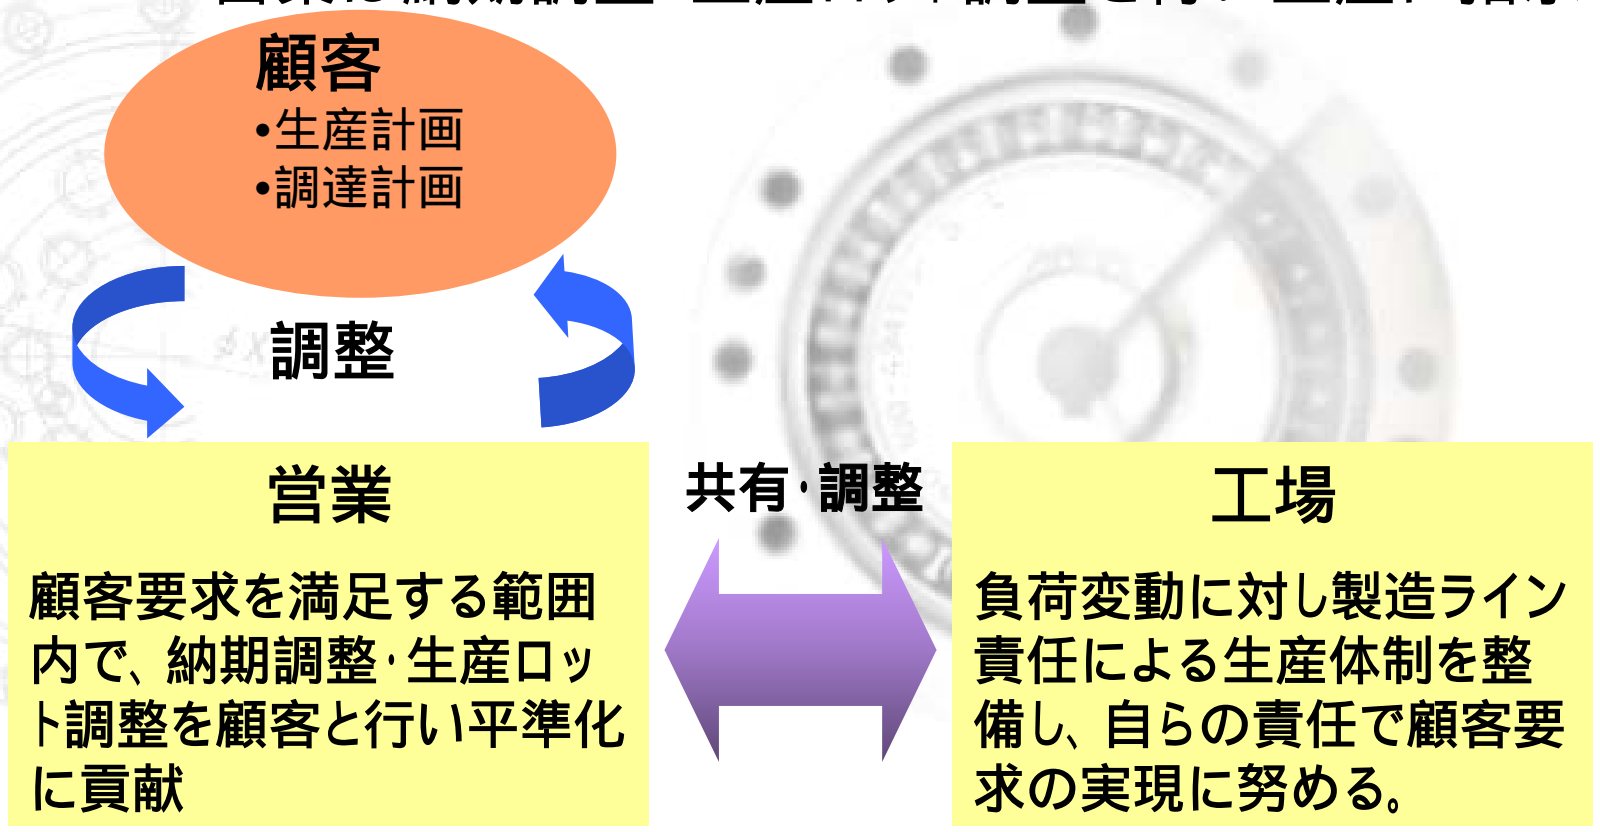 顧客
•生産計画
•調達計画
調整
営業
顧客要求を満足する範囲
内で、納期調整・生産ロッ
ト調整を顧客と行い平準化
に貢献
共有・調整
工場
負荷変動に対し製造ライン
責任による生産体制を整
備し、自らの責任で顧客要
求の実現に努める。